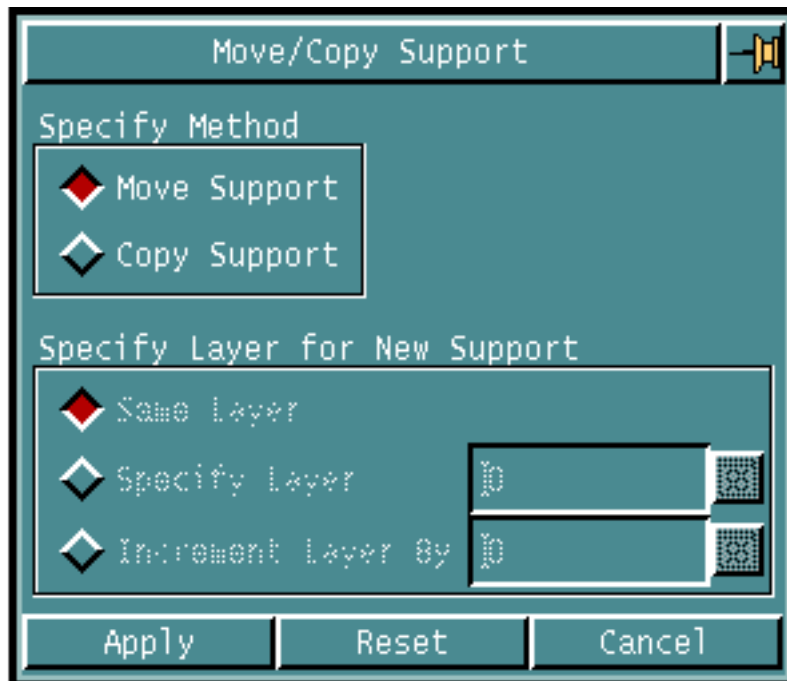 Move/Copy Support
Specify Method
Move Support
Copy Support
Specify Layer for New Support
Same Layer
Specify Layer 0
Increment Layer By 0
Apply Reset Cancel